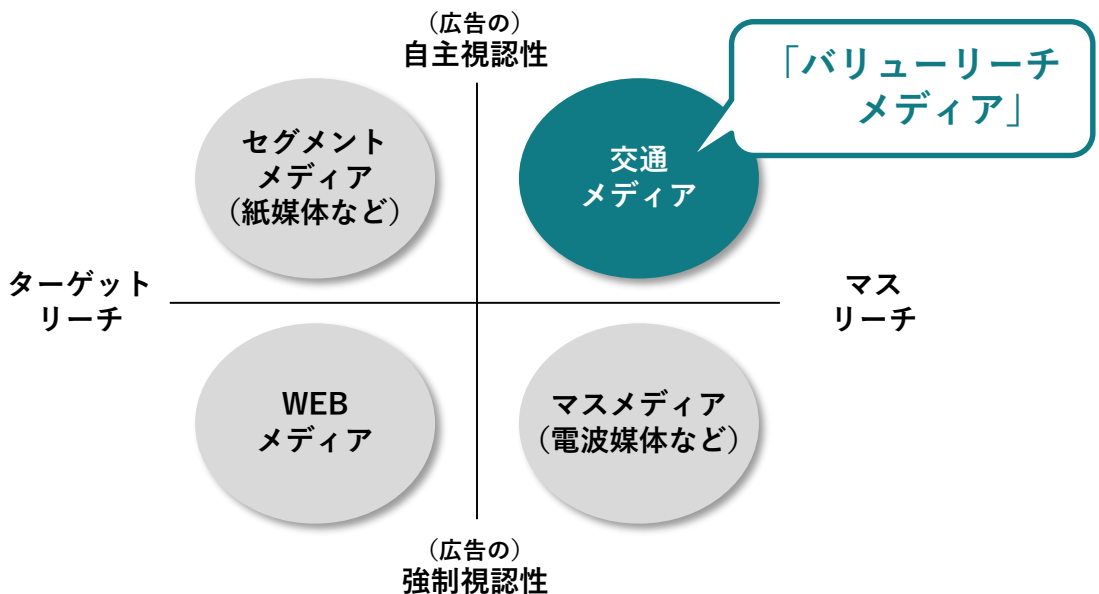 （広告の）
自主視認性
「バリューリーチ
メディア」
セグメント
メディア
（紙媒体など）
交通
メディア
ターゲット
リーチ
マス
リーチ
WEB
メディア
マスメディア
（電波媒体など）
（広告の）
強制視認性